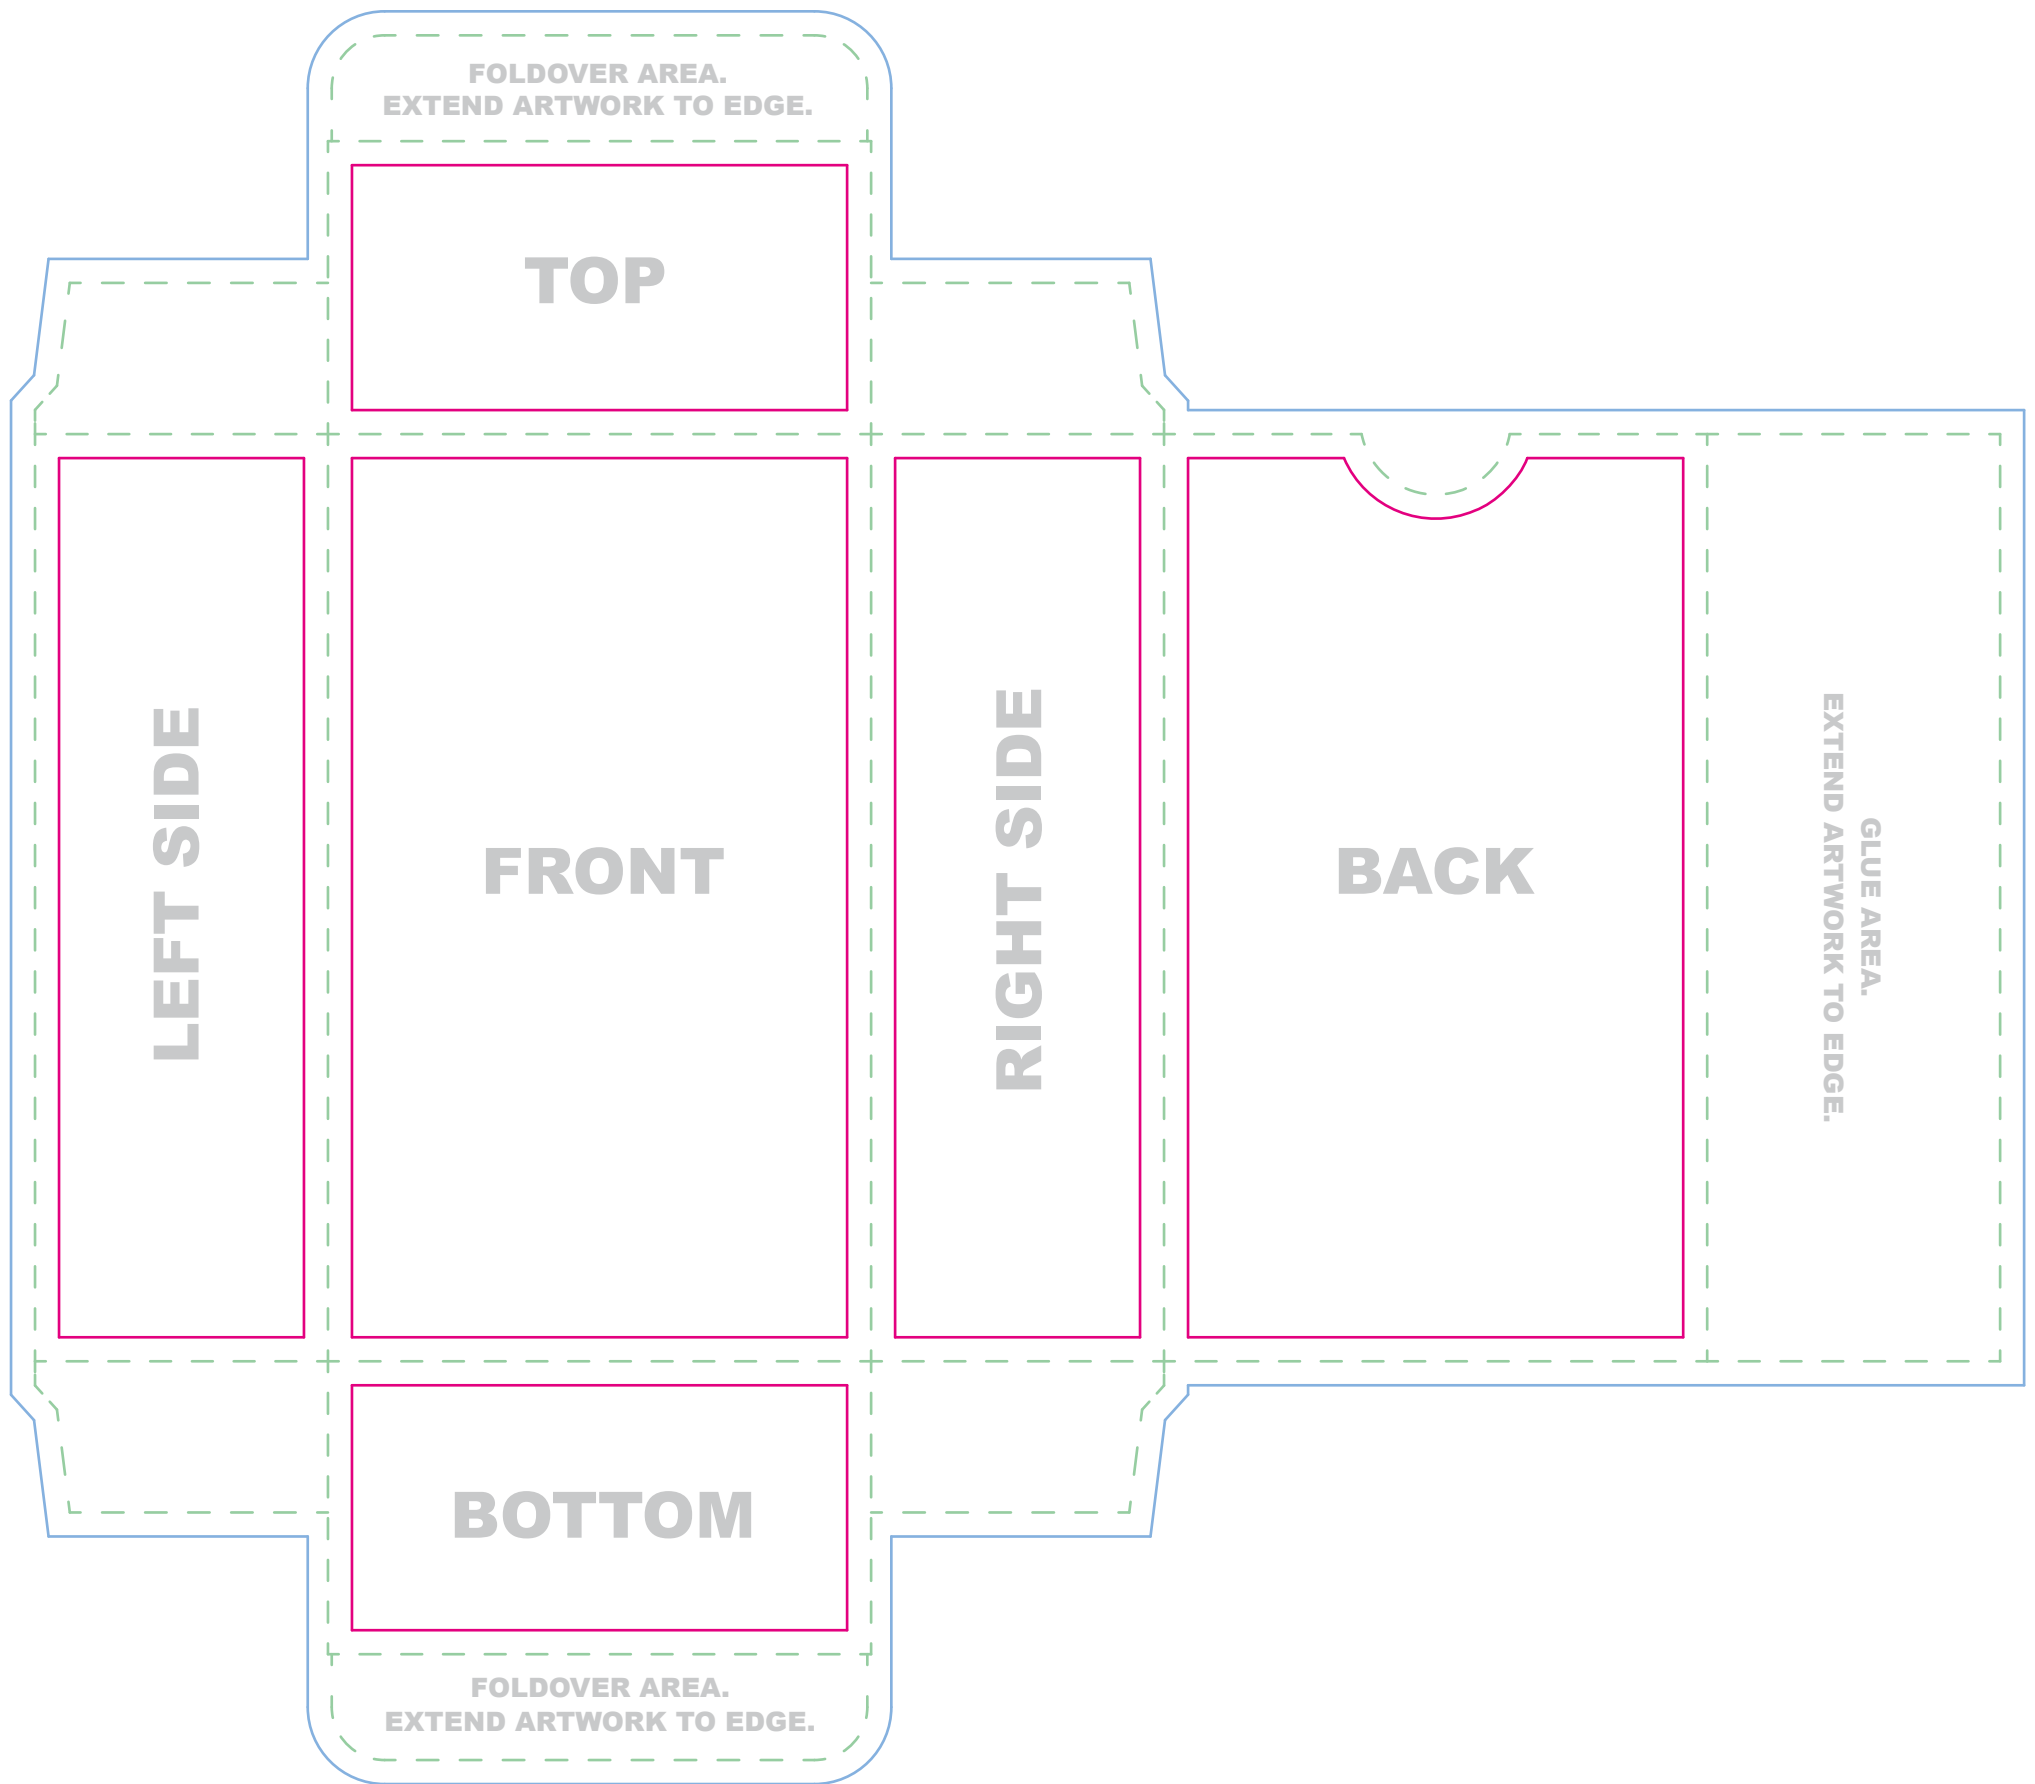 FOLDOVER AREA.
EXTEND ARTWORK TO EDGE.
TOP
LEFT SIDE
FRONT
RIGHT SIDE
BACK
GLUE AREA.
EXTEND ARTWORK TO EDGE.
BOTTOM
FOLDOVER AREA.
EXTEND ARTWORK TO EDGE.